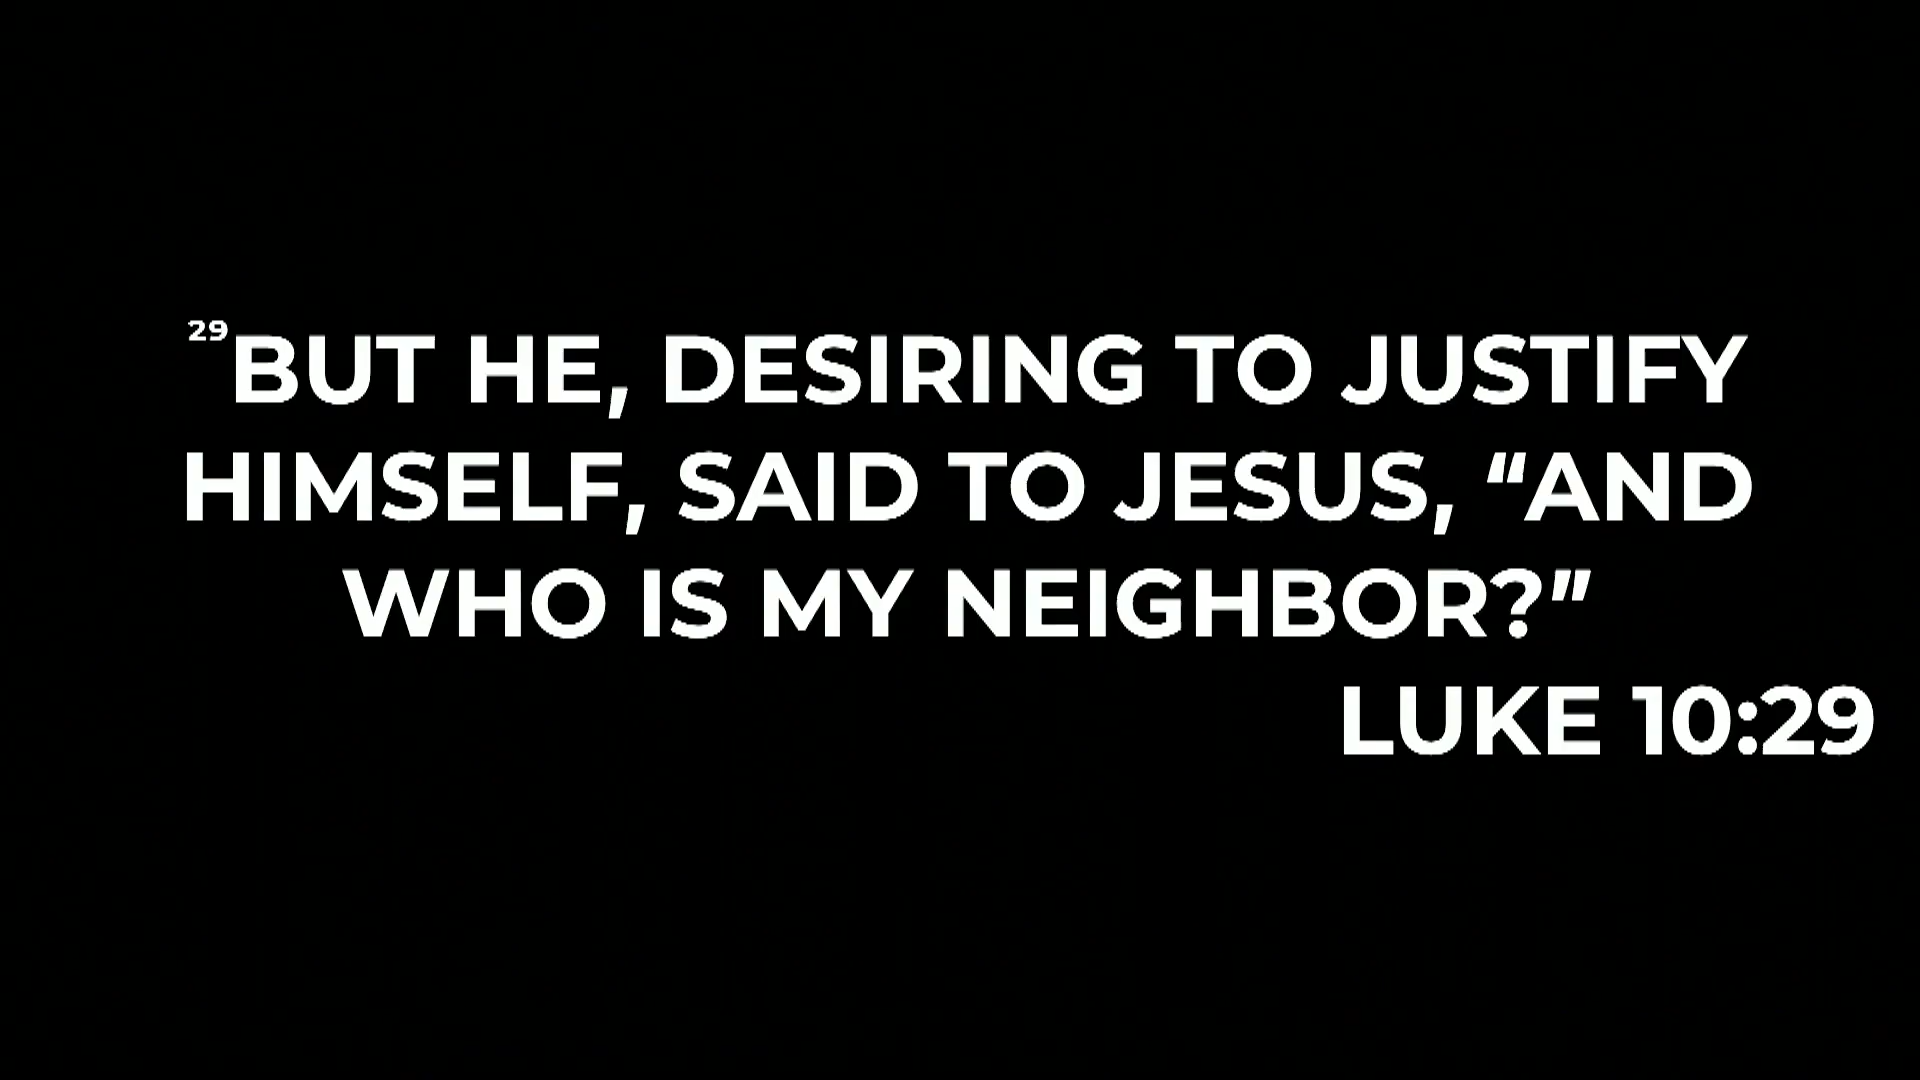 ²⁹BUT HE, DESIRING TO JUSTIFY
HIMSELF, SAID TO JESUS, “AND
WHO IS MY NEIGHBOR?”
LUKE 10:29